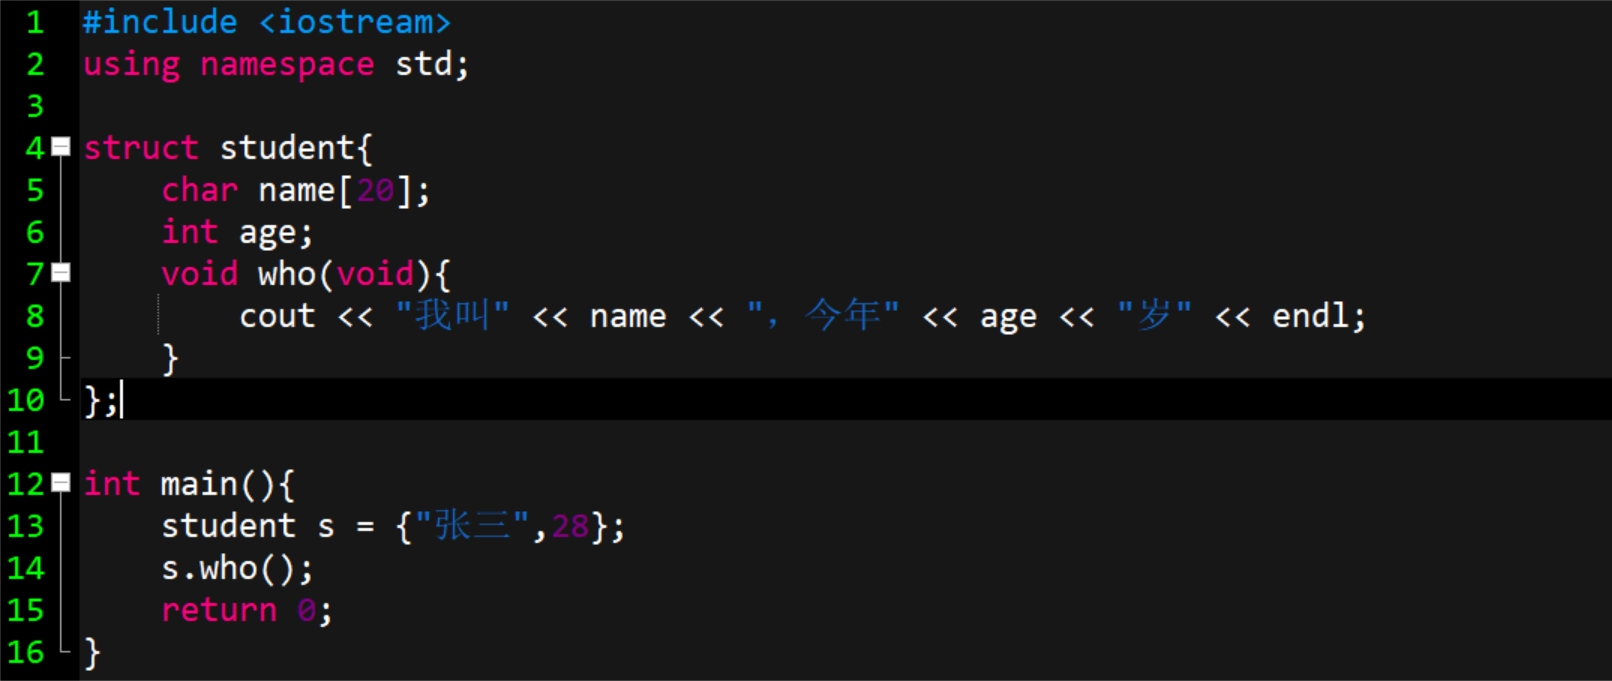 1 #include <iostream>
2 using namespace std;
3
4 struct student{
5     char name[20];
6     int age;
7     void who(void){
8         cout << "我叫" << name << ", 今年" << age << "岁" << endl;
9     }
10 };
11
12 int main(){
13     student s = {"张三",28};
14     s.who();
15     return 0;
16 }